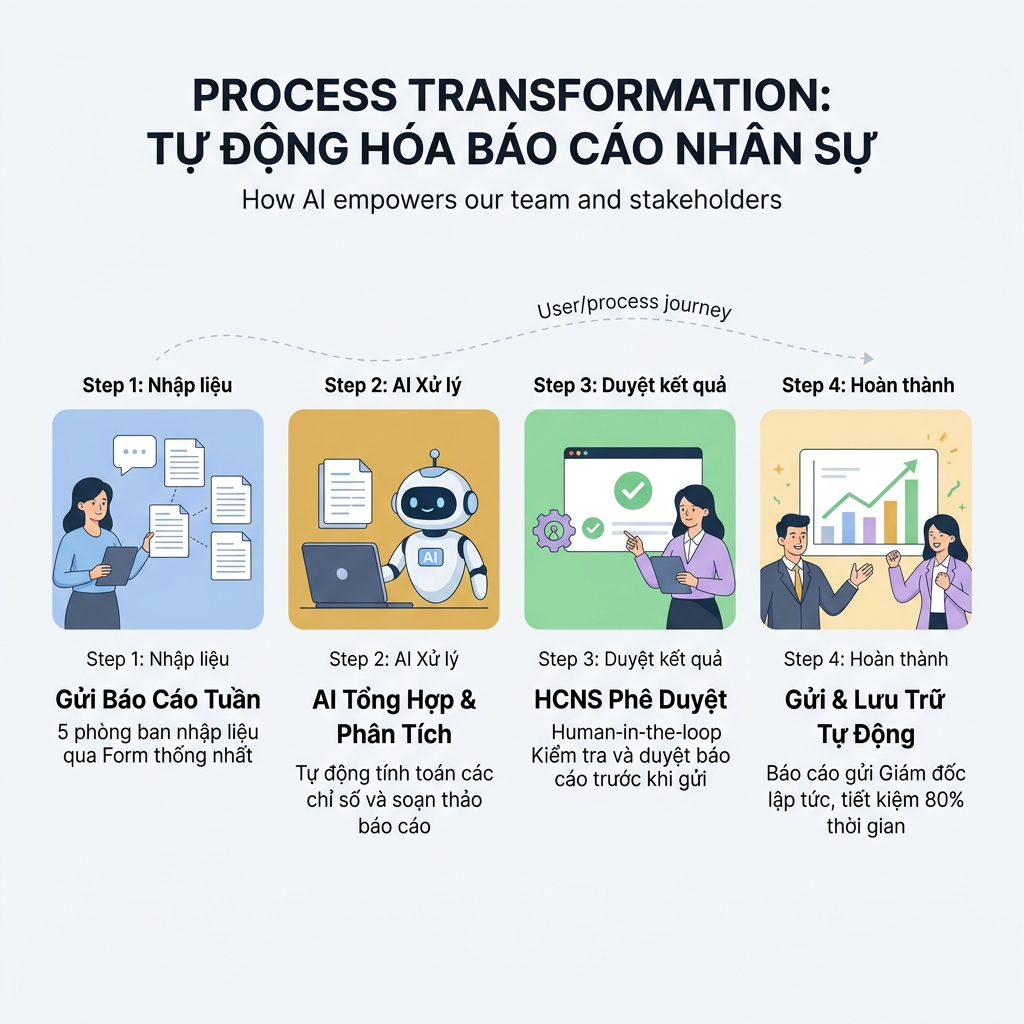 PROCESS TRANSFORMATION:
TỰ ĐỘNG HÓA BÁO CÁO NHÂN SỰ
How AI empowers our team and stakeholders
User/process journey
Step 1: Nhập liệu
Step 2: AI Xử lý
Step 3: Duyệt kết quả
Step 4: Hoàn thành
AI
Step 1: Nhập liệu
Gửi Báo Cáo Tuần
5 phòng ban nhập liệu
qua Form thống nhất
Step 2: AI Xử lý
AI Tổng Hợp &
Phân Tích
Tự động tính toán các
chỉ số và soạn thảo
báo cáo
Step 3: Duyệt kết quả
HCNS Phê Duyệt
Human-in-the-loop
Kiểm tra và duyệt báo
cáo trước khi gửi
Step 4: Hoàn thành
Gửi & Lưu Trữ
Tự Động
Báo cáo gửi Giám đốc
lập tức, tiết kiệm 80%
thời gian